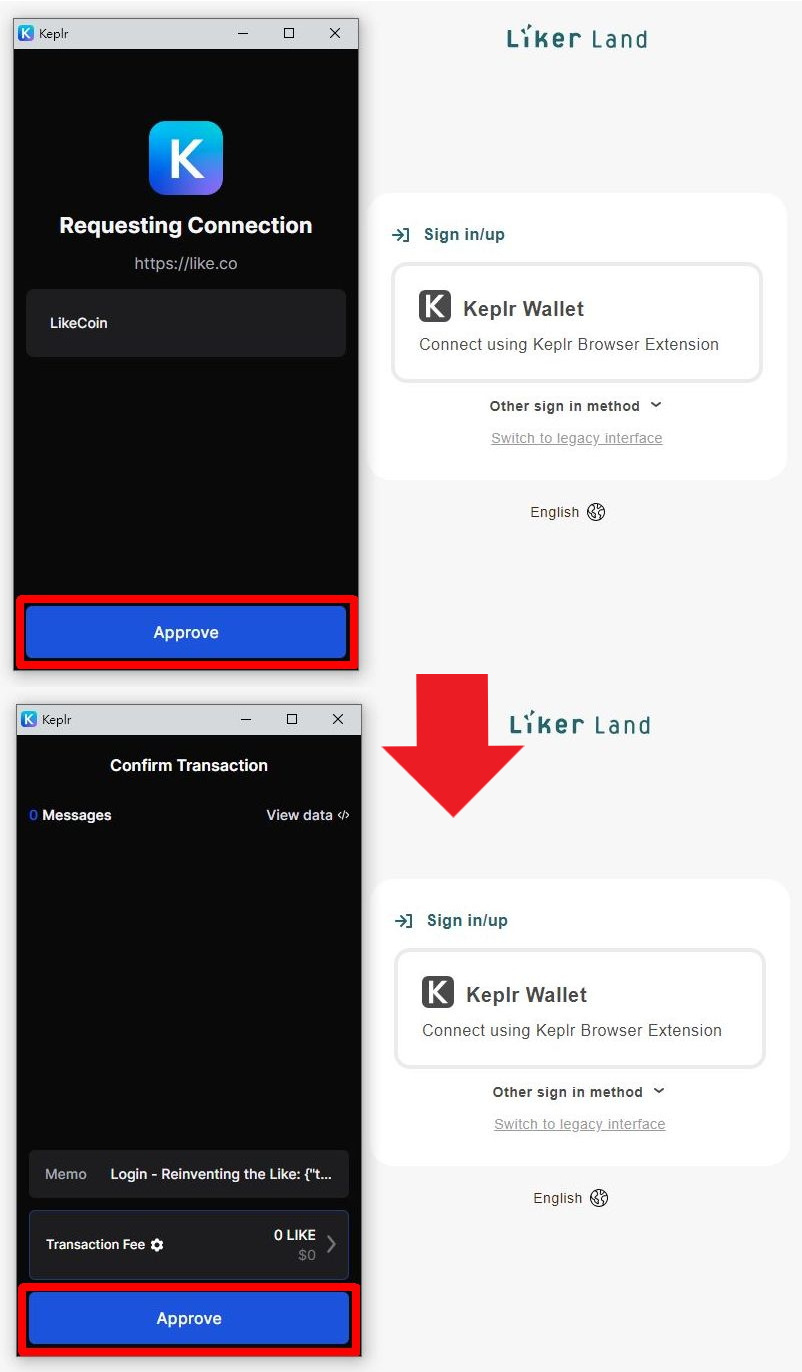 Keplr
Liker Land
K
Requesting Connection
https://like.co
LikeCoin
Approve
Sign in/up
K Keplr Wallet
Connect using Keplr Browser Extension
Other sign in method
Switch to legacy interface
English
Keplr
Liker Land
Confirm Transaction
0 Messages View data </>
Memo Login - Reinventing the Like: {"t...
Transaction Fee 0 LIKE
$0
Approve
Sign in/up
K Keplr Wallet
Connect using Keplr Browser Extension
Other sign in method
Switch to legacy interface
English